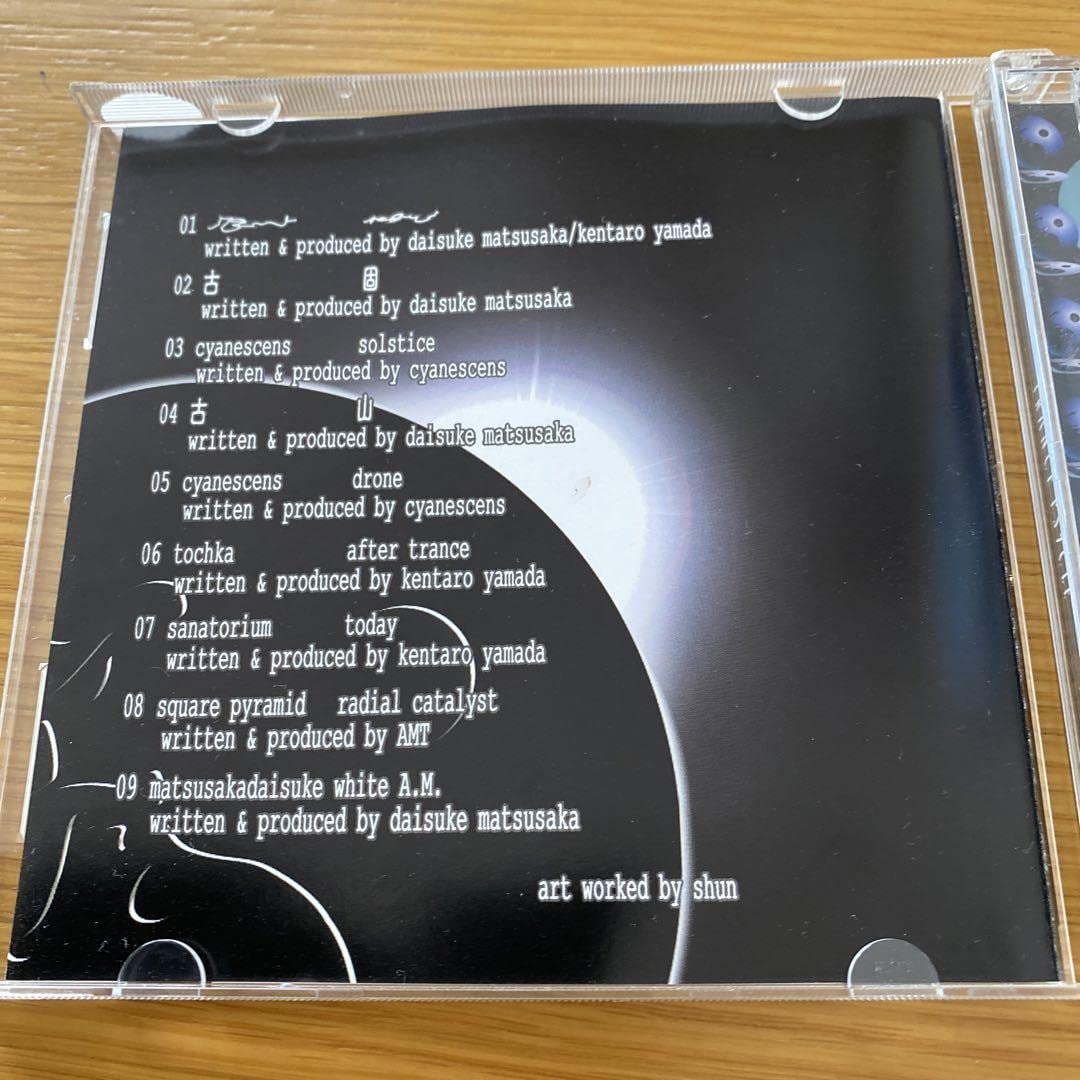 01
written & produced by daisuke matsusaka/kentaro yamada
02 古 固
written & produced by daisuke matsusaka
03 cyanescens solstice
written & produced by cyanescens
04 古 山
written & produced by daisuke matsusaka
05 cyanescens drone
written & produced by cyanescens
06 tochka after trance
written & produced by kentaro yamada
07 sanatorium today
written & produced by kentaro yamada
08 square pyramid radial catalyst
written & produced by AMT
09 matsusakadaisuke white A.M.
written & produced by daisuke matsusaka
art worked by shun